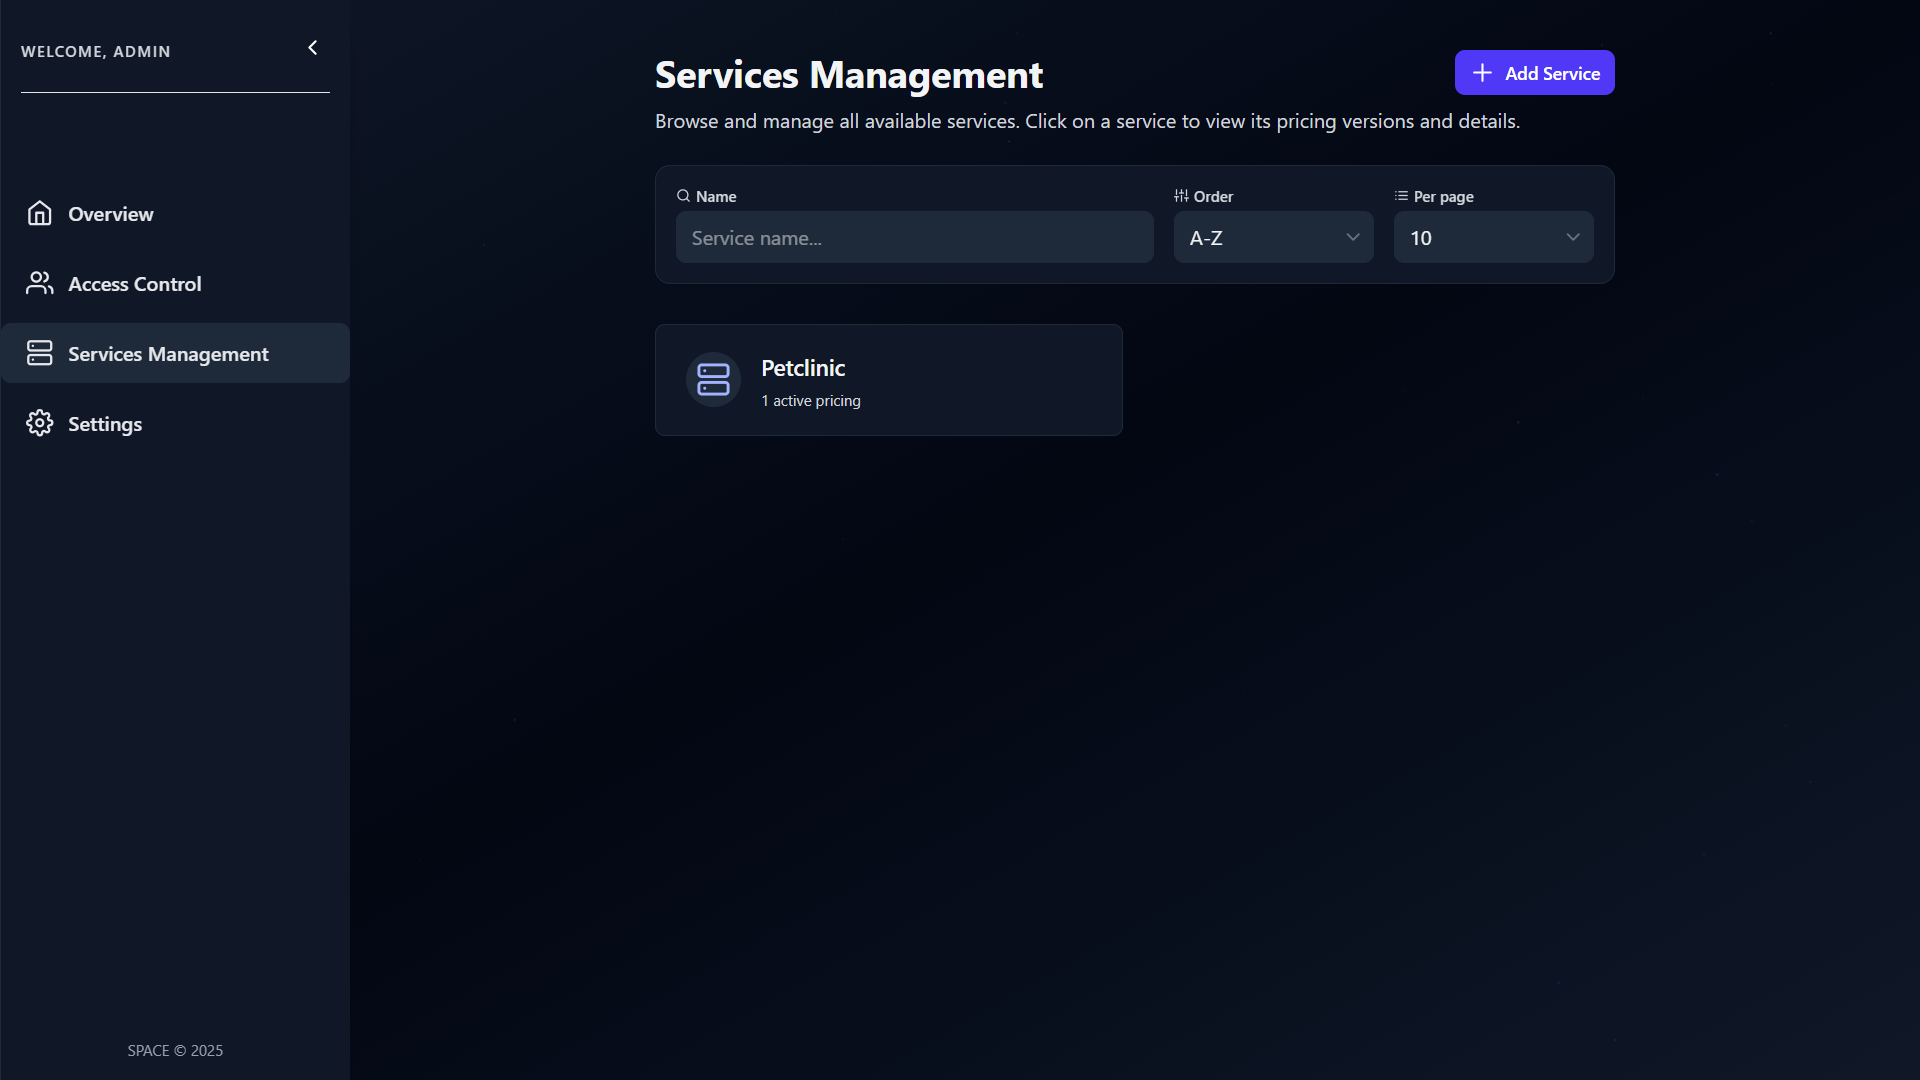 WELCOME, ADMIN
Overview
Access Control
Services Management
Settings
SPACE © 2025
Services Management
Add Service
Browse and manage all available services. Click on a service to view its pricing versions and details.
Name
Order
Per page
Service name...
A-Z
10
Petclinic
1 active pricing